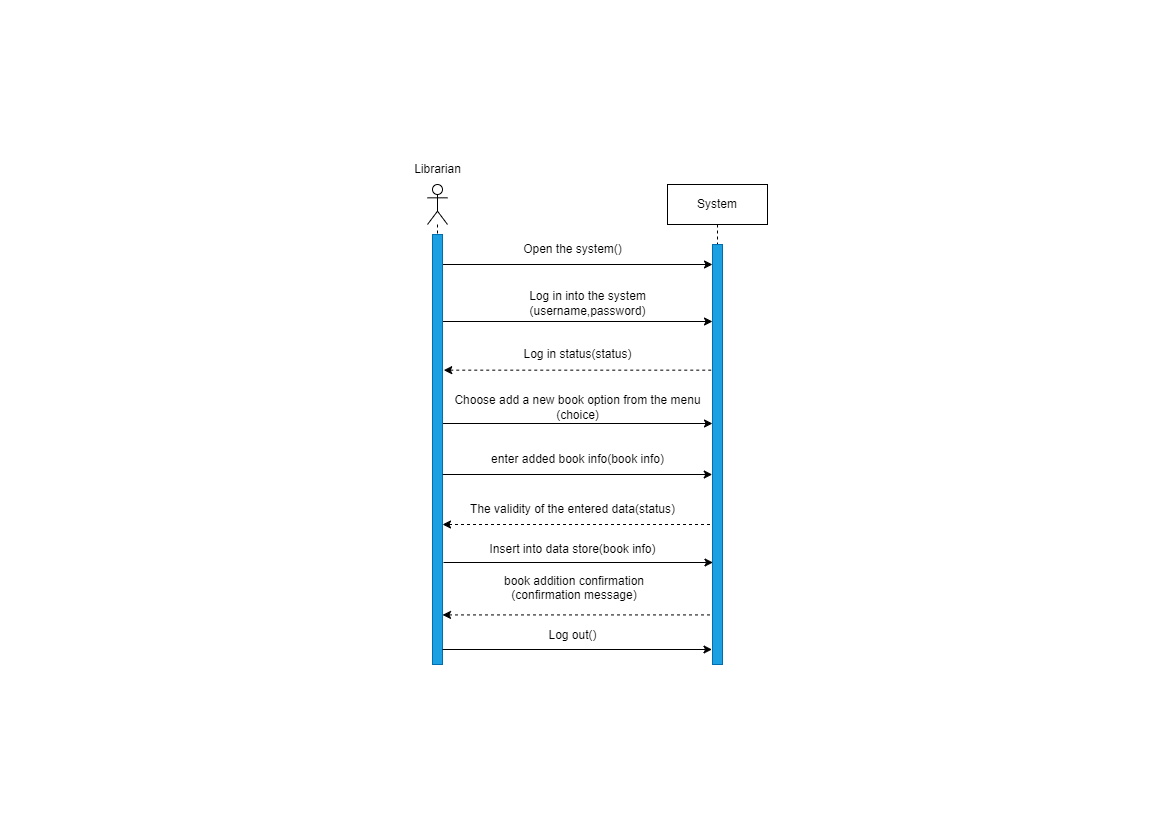 Librarian
System
Open the system()
Log in into the system
(username,password)
Log in status(status)
Choose add a new book option from the menu
(choice)
enter added book info(book info)
The validity of the entered data(status)
Insert into data store(book info)
book addition confirmation
(confirmation message)
Log out()